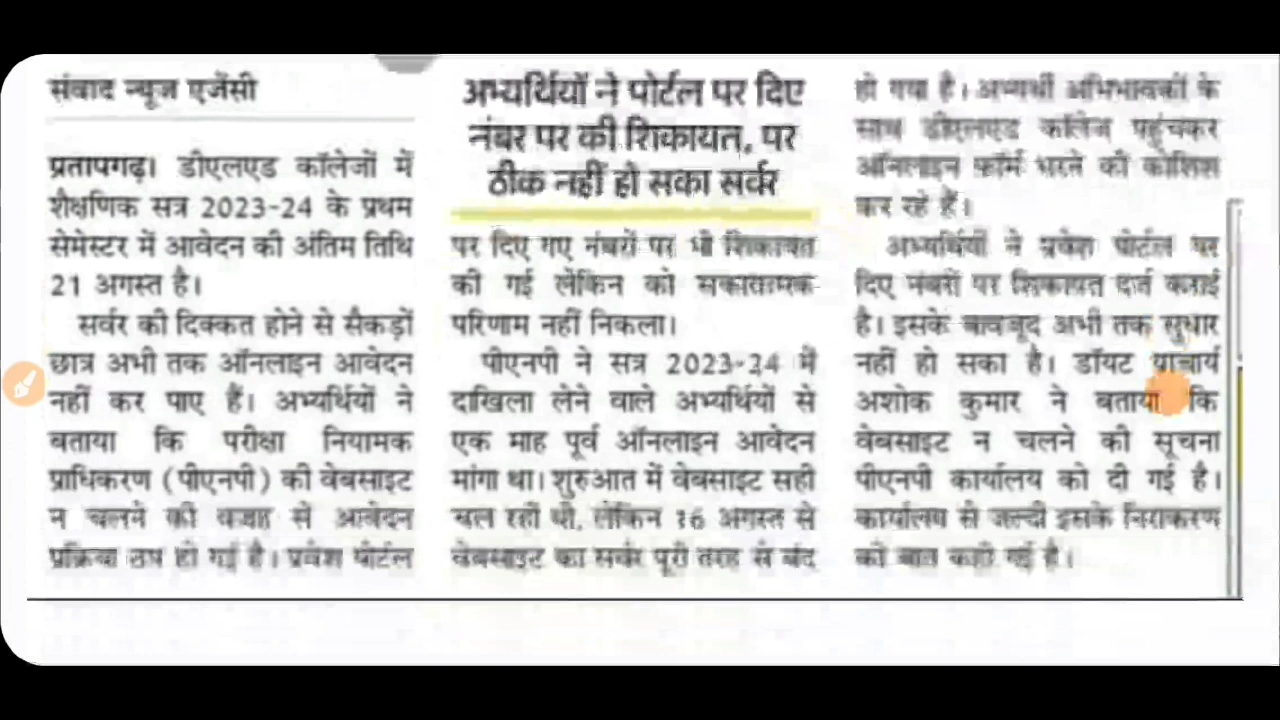 संवाद न्यूज एजेंसी
प्रतापगढ़। डीएलएड कॉलेजों में
शैक्षणिक सत्र 2023-24 के प्रथम
सेमेस्टर में आवेदन की अंतिम तिथि
21 अगस्त है।
सर्वर की दिक्कत होने से सैकड़ों
छात्र अभी तक ऑनलाइन आवेदन
नहीं कर पाए हैं। अभ्यर्थियों ने
बताया कि परीक्षा नियामक
प्राधिकरण (पीएनपी) की वेबसाइट
न चलने की वजह से आवेदन
प्रक्रिया ठप हो गई है। प्रवेश पोर्टल
अभ्यर्थियों ने पोर्टल पर दिए
नंबर पर की शिकायत, पर
ठीक नहीं हो सका सर्वर
पर दिए गए नंबरों पर भी शिकायत
की गई लेकिन को सकारात्मक
परिणाम नहीं निकला।
पीएनपी ने सत्र 2023-24 में
दाखिला लेने वाले अभ्यर्थियों से
एक माह पूर्व ऑनलाइन आवेदन
मांगा था। शुरुआत में वेबसाइट सही
चल रही थी, लेकिन 16 अगस्त से
वेबसाइट का सर्वर पूरी तरह से बंद
हो गया है। अभ्यर्थी अभिभावकों के
साथ डीएलएड कॉलेज पहुंचकर
ऑनलाइन फॉर्म भरने की कोशिश
कर रहे हैं।
अभ्यर्थियों ने प्रवेश पोर्टल पर
दिए नंबरों पर शिकायत दर्ज कराई
है। इसके बावजूद अभी तक सुधार
नहीं हो सका है। डॉयट प्राचार्य
अशोक कुमार ने बताया कि
वेबसाइट न चलने की सूचना
पीएनपी कार्यालय को दी गई है।
कार्यालय से जल्दी इसके निराकरण
की बात कही गई है।